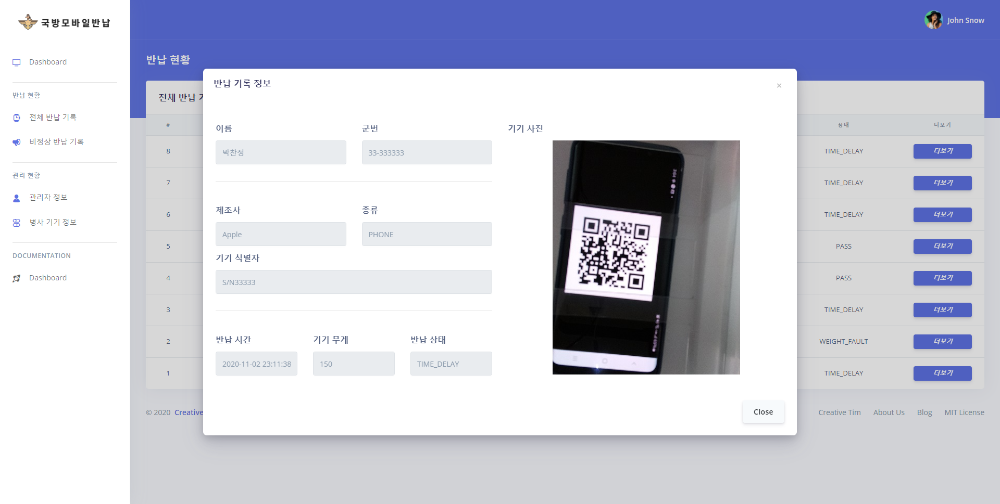 국방모바일반납
John Snow
Dashboard
반납 현황
전체 반납 기록
비정상 반납 기록
관리 현황
관리자 정보
병사 기기 정보
DOCUMENTATION
Dashboard
반납 현황
전체 반납
# 상태 더보기
8 TIME_DELAY 더보기
7 TIME_DELAY 더보기
6 TIME_DELAY 더보기
5 PASS 더보기
4 PASS 더보기
3 TIME_DELAY 더보기
2 WEIGHT_FAULT 더보기
1 TIME_DELAY 더보기
반납 기록 정보
×
이름 군번 기기 사진
박찬정 33-333333
제조사 종류
Apple PHONE
기기 식별자
S/N33333
반납 시간 기기 무게 반납 상태
2020-11-02 23:11:38 150 TIME_DELAY
Close
© 2020 Creative
Creative Tim About Us Blog MIT License